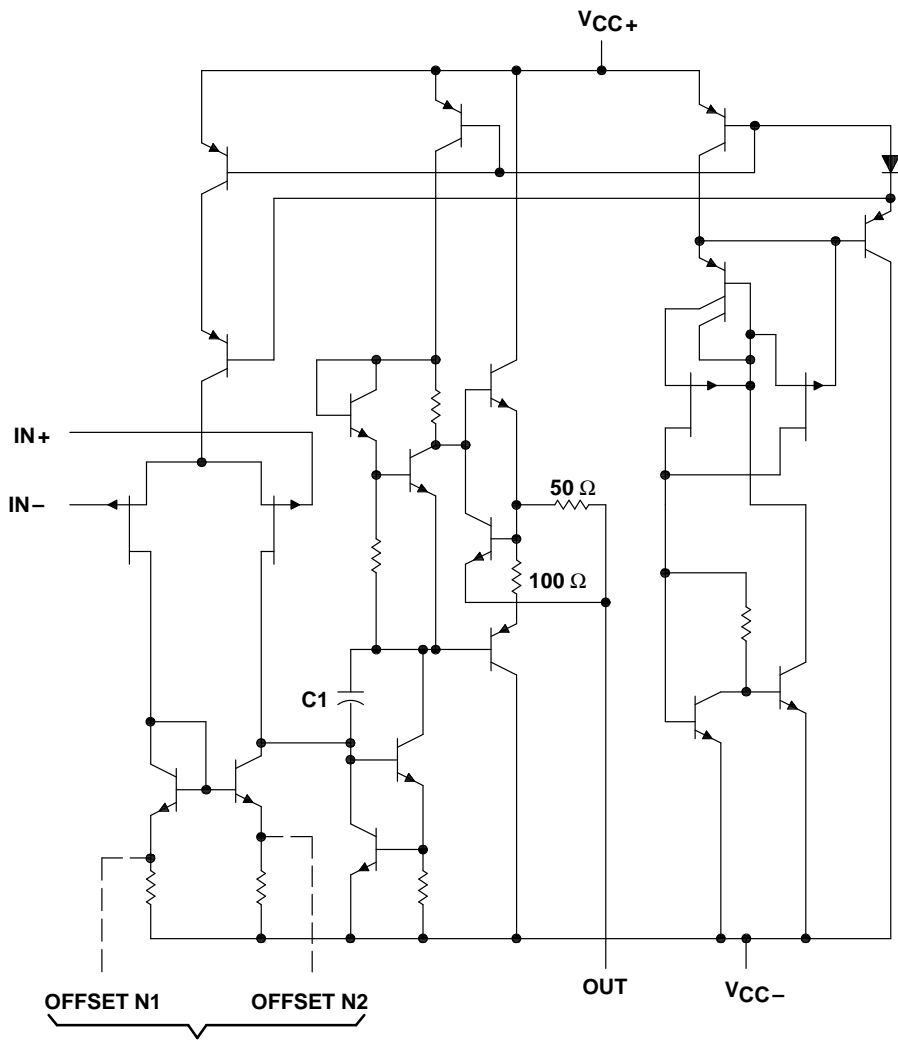 VCC+
IN+
IN−
50 Ω
100 Ω
C1
OFFSET N1
OFFSET N2
OUT
VCC−